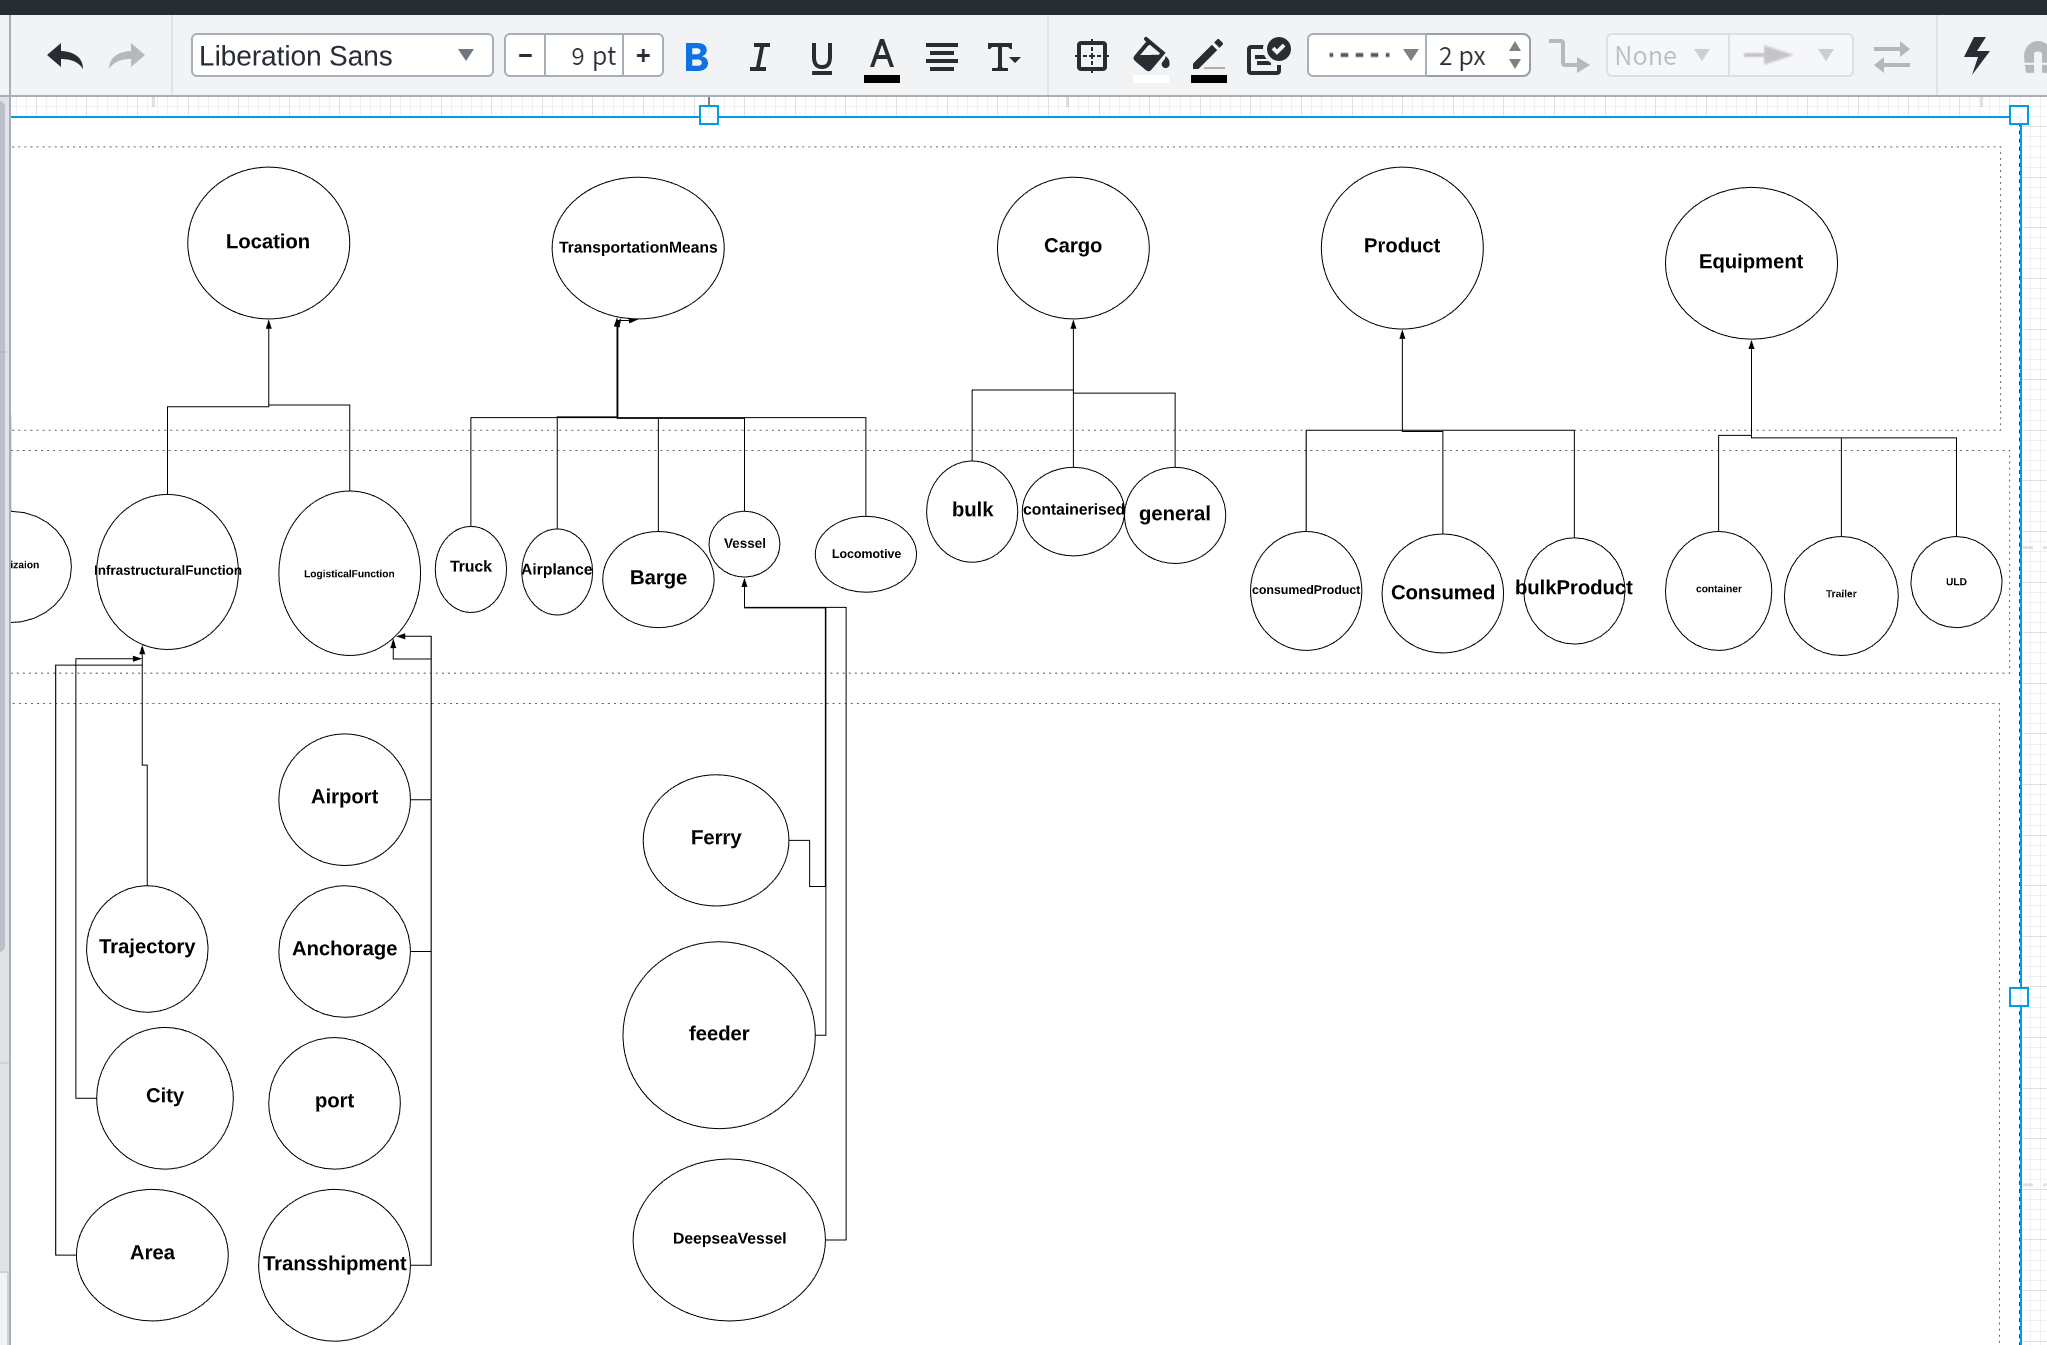 Liberation Sans
− 9 pt + B I U A T 2 px None
Location
TransportationMeans
Cargo
Product
Equipment
izaion
InfrastructuralFunction
LogisticalFunction
Truck
Airplance
Barge
Vessel
Locomotive
bulk
containerised
general
consumedProduct
Consumed
bulkProduct
container
Trailer
ULD
Airport
Ferry
Trajectory
Anchorage
feeder
City
port
Area
Transshipment
DeepseaVessel